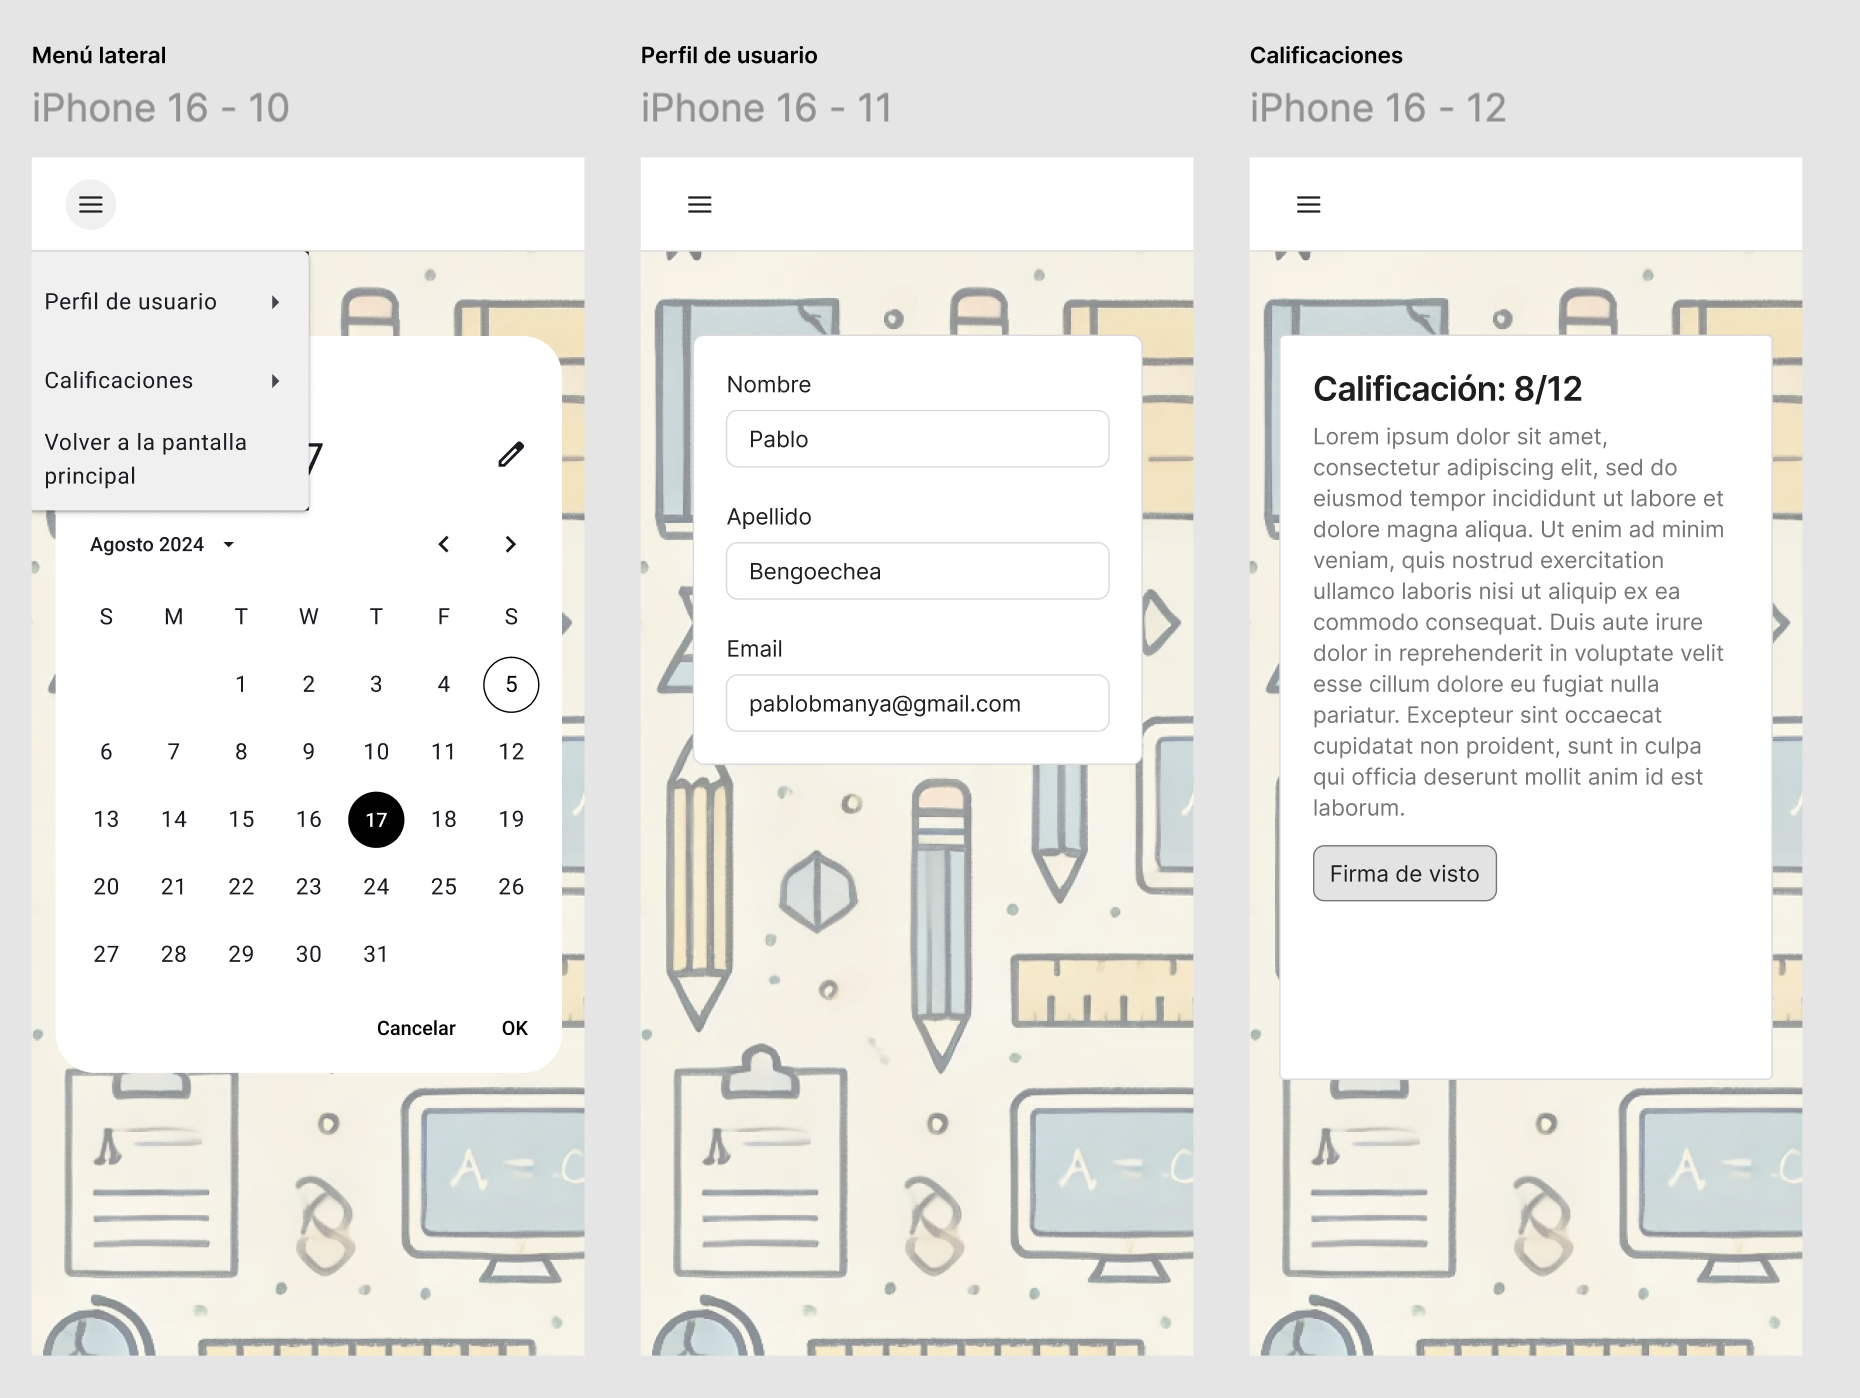 Menú lateral
iPhone 16 - 10
Perfil de usuario
Calificaciones
Volver a la pantalla
principal
7
Agosto 2024
S M T W T F S
1 2 3 4 5
6 7 8 9 10 11 12
13 14 15 16 17 18 19
20 21 22 23 24 25 26
27 28 29 30 31
Cancelar OK
A = C
Perfil de usuario
iPhone 16 - 11
Nombre
Pablo
Apellido
Bengoechea
Email
pablobmanya@gmail.com
A = C
Calificaciones
iPhone 16 - 12
Calificación: 8/12
Lorem ipsum dolor sit amet,
consectetur adipiscing elit, sed do
eiusmod tempor incididunt ut labore et
dolore magna aliqua. Ut enim ad minim
veniam, quis nostrud exercitation
ullamco laboris nisi ut aliquip ex ea
commodo consequat. Duis aute irure
dolor in reprehenderit in voluptate velit
esse cillum dolore eu fugiat nulla
pariatur. Excepteur sint occaecat
cupidatat non proident, sunt in culpa
qui officia deserunt mollit anim id est
laborum.
Firma de visto
A = C